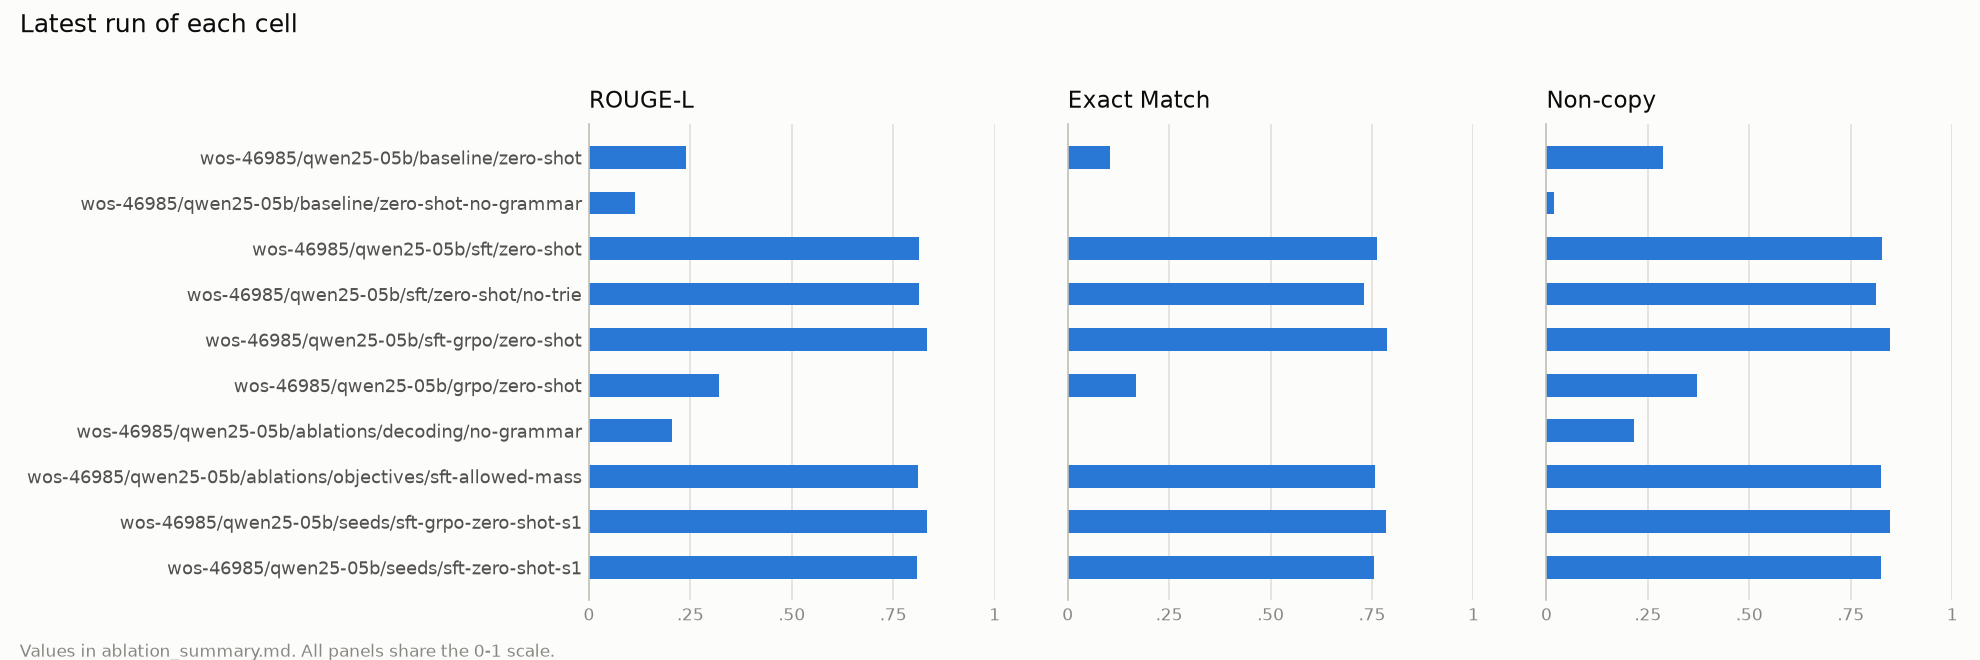 Latest run of each cell
ROUGE-L
Exact Match
Non-copy
wos-46985/qwen25-05b/baseline/zero-shot
wos-46985/qwen25-05b/baseline/zero-shot-no-grammar
wos-46985/qwen25-05b/sft/zero-shot
wos-46985/qwen25-05b/sft/zero-shot/no-trie
wos-46985/qwen25-05b/sft-grpo/zero-shot
wos-46985/qwen25-05b/grpo/zero-shot
wos-46985/qwen25-05b/ablations/decoding/no-grammar
wos-46985/qwen25-05b/ablations/objectives/sft-allowed-mass
wos-46985/qwen25-05b/seeds/sft-grpo-zero-shot-s1
wos-46985/qwen25-05b/seeds/sft-zero-shot-s1
0 .25 .50 .75 1
0 .25 .50 .75 1
0 .25 .50 .75 1
Values in ablation_summary.md. All panels share the 0-1 scale.